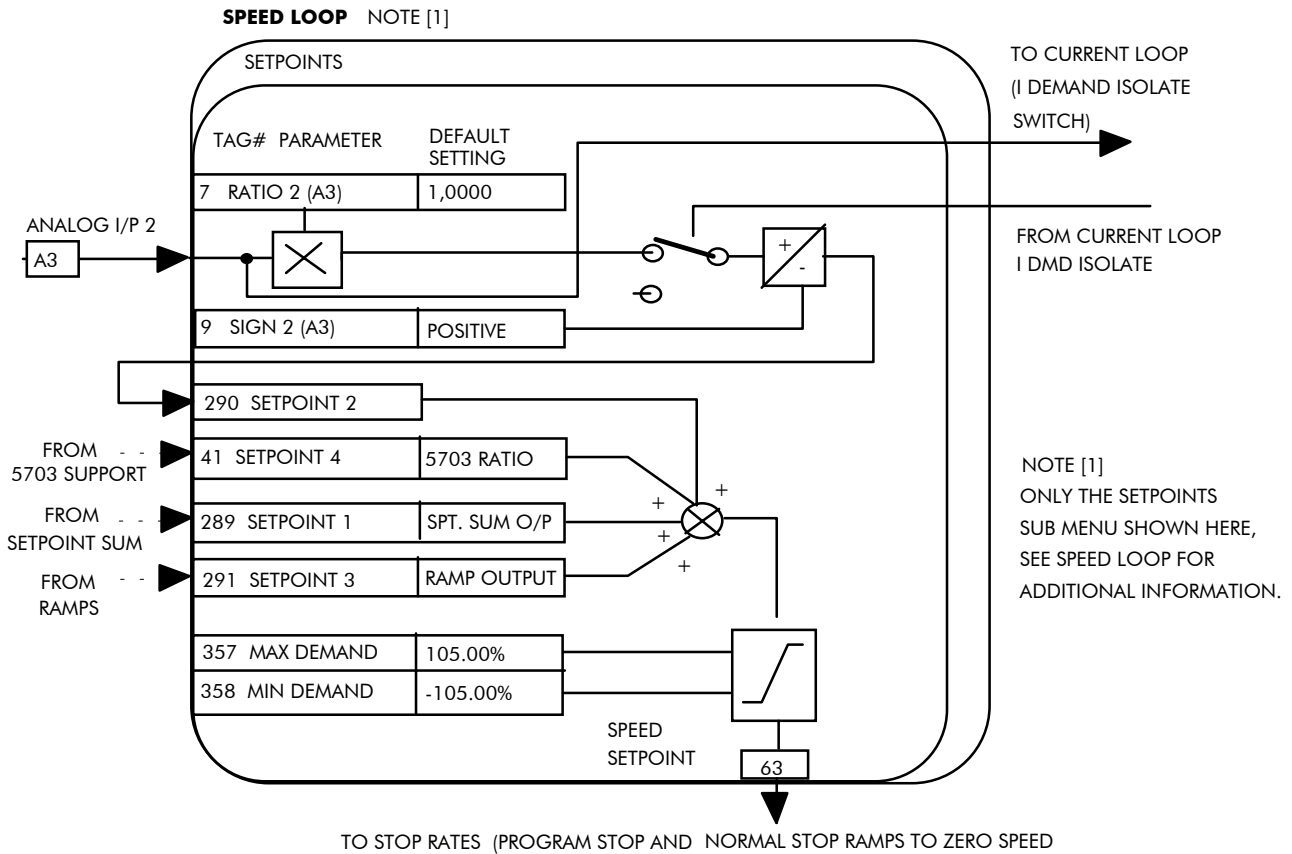 SPEED LOOP NOTE [1]
SETPOINTS
TO CURRENT LOOP
(I DEMAND ISOLATE
SWITCH)
TAG# PARAMETER DEFAULT
SETTING
7 RATIO 2 (A3) 1,0000
ANALOG I/P 2
A3
FROM CURRENT LOOP
I DMD ISOLATE
+
-
9 SIGN 2 (A3) POSITIVE
290 SETPOINT 2
FROM
5703 SUPPORT
41 SETPOINT 4 5703 RATIO
FROM
SETPOINT SUM
289 SETPOINT 1 SPT. SUM O/P
FROM
RAMPS
291 SETPOINT 3 RAMP OUTPUT
+
+
+
+
NOTE [1]
ONLY THE SETPOINTS
SUB MENU SHOWN HERE,
SEE SPEED LOOP FOR
ADDITIONAL INFORMATION.
357 MAX DEMAND 105.00%
358 MIN DEMAND -105.00%
SPEED
SETPOINT
63
TO STOP RATES (PROGRAM STOP AND NORMAL STOP RAMPS TO ZERO SPEED